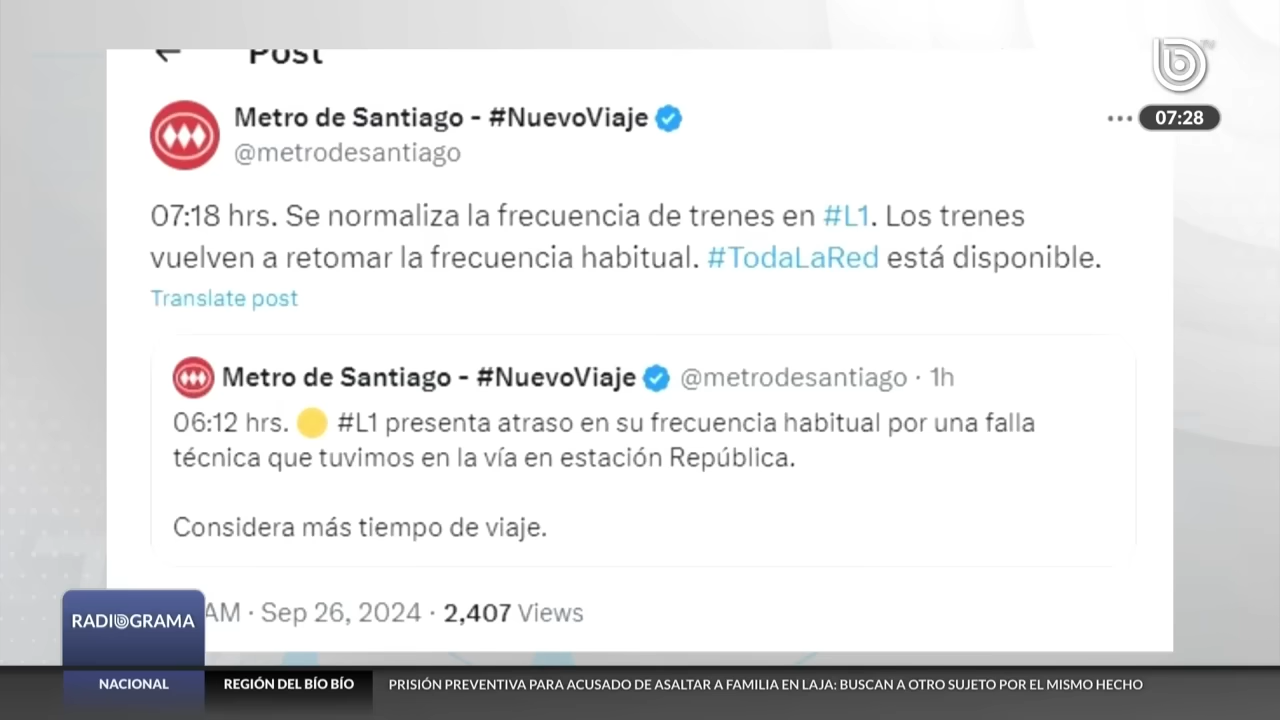 Post
Metro de Santiago - #NuevoViaje
07:28
@metrodesantiago
07:18 hrs. Se normaliza la frecuencia de trenes en #L1. Los trenes
vuelven a retomar la frecuencia habitual. #TodaLaRed está disponible.
Translate post
Metro de Santiago - #NuevoViaje @metrodesantiago · 1h
06:12 hrs. #L1 presenta atraso en su frecuencia habitual por una falla
técnica que tuvimos en la vía en estación República.
Considera más tiempo de viaje.
AM · Sep 26, 2024 · 2,407 Views
RADIOGRAMA
NACIONAL REGIÓN DEL BÍO BÍO PRISIÓN PREVENTIVA PARA ACUSADO DE ASALTAR A FAMILIA EN LAJA: BUSCAN A OTRO SUJETO POR EL MISMO HECHO